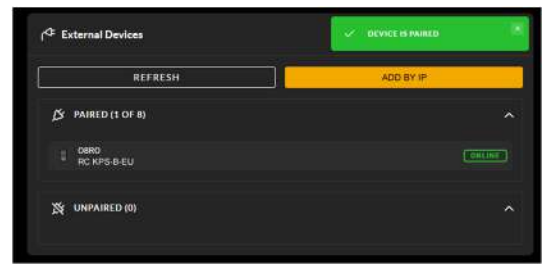 External Devices
DEVICE IS PAIRED
REFRESH
ADD BY IP
PAIRED (1 OF 8)
D8RO
RC KPS-B-EU
ONLINE
UNPAIRED (0)